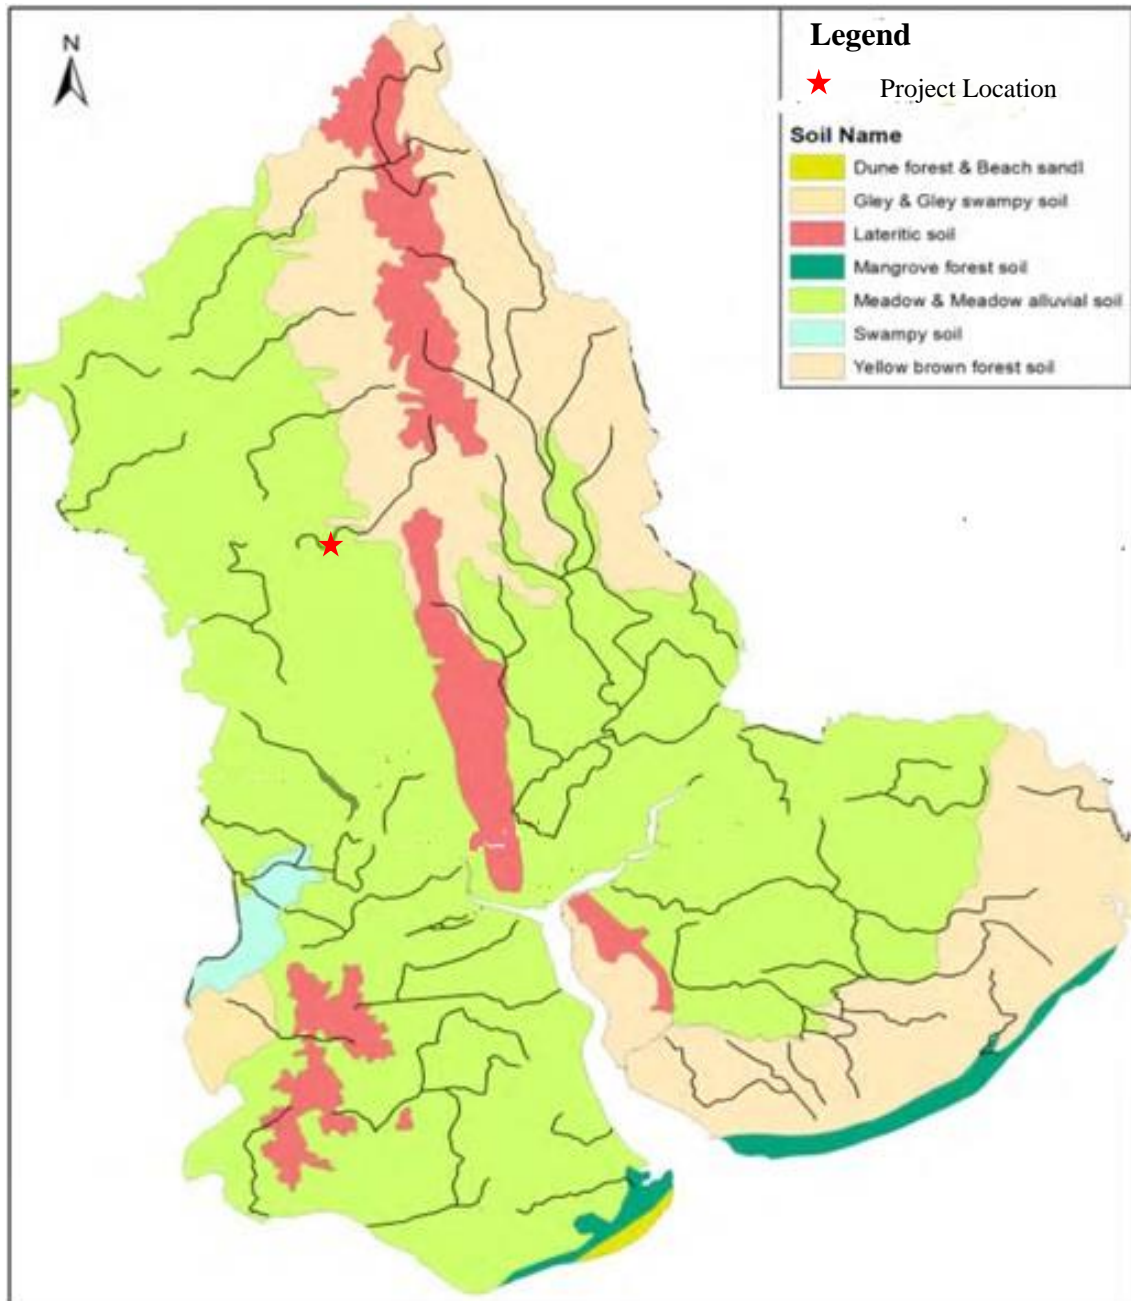 N
Legend
Project Location
Soil Name
Dune forest & Beach sandl
Gley & Gley swampy soil
Lateritic soil
Mangrove forest soil
Meadow & Meadow alluvial soil
Swampy soil
Yellow brown forest soil